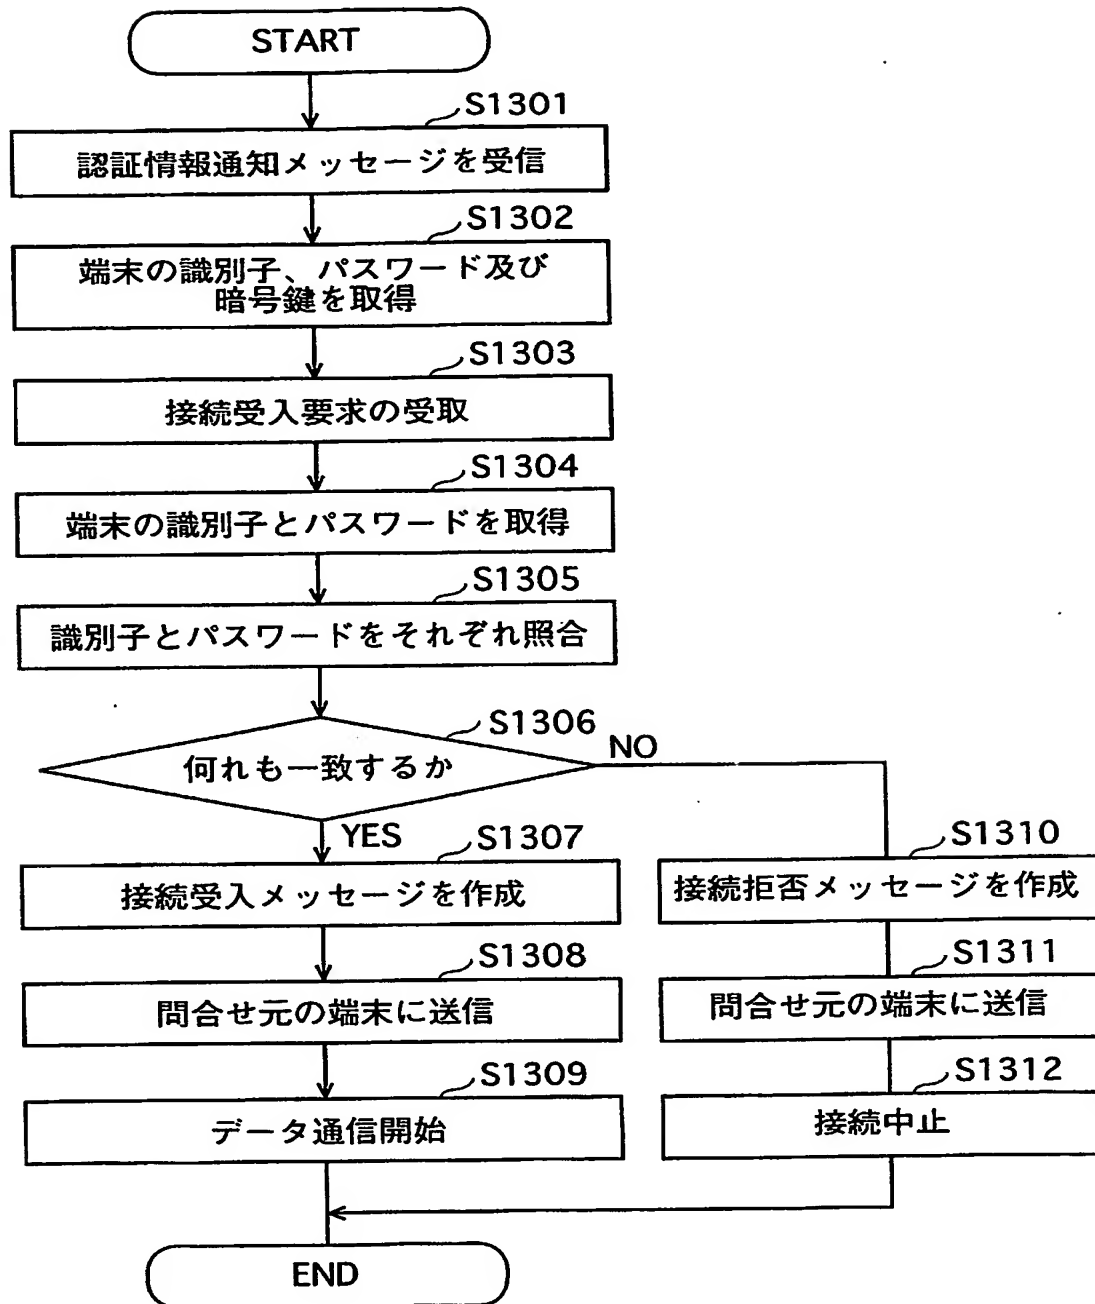 START
S1301
認証情報通知メッセージを受信
S1302
端末の識別子、パスワード及び
暗号鍵を取得
S1303
接続受入要求の受取
S1304
端末の識別子とパスワードを取得
S1305
識別子とパスワードをそれぞれ照合
S1306
何れも一致するか
NO
YES
S1307
接続受入メッセージを作成
S1308
問合せ元の端末に送信
S1309
データ通信開始
S1310
接続拒否メッセージを作成
S1311
問合せ元の端末に送信
S1312
接続中止
END